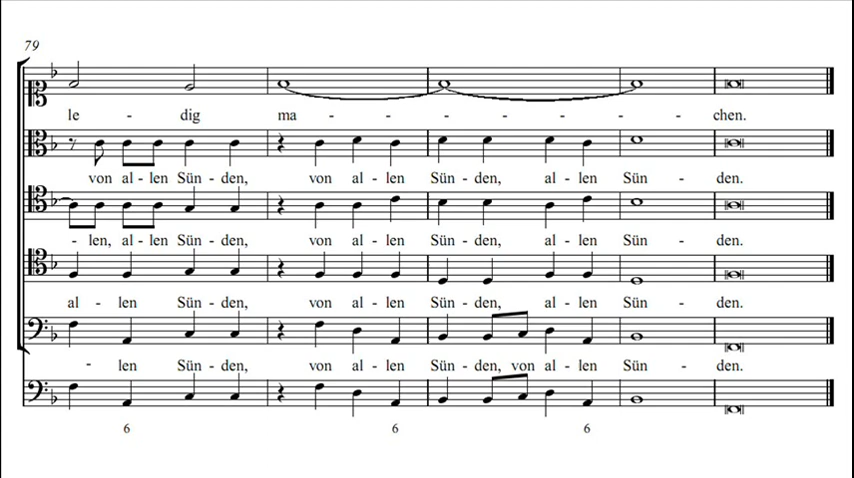 79
le - dig ma - - - - - - - - chen.
von al - len Sün - den, von al - len Sün - den, al - len Sün - den.
- len, al - len Sün - den, von al - len Sün - den, al - len Sün - den.
al - len Sün - den, von al - len Sün - den, al - len Sün - den.
- len Sün - den, von al - len Sün - den, von al - len Sün - den.
6 6 6